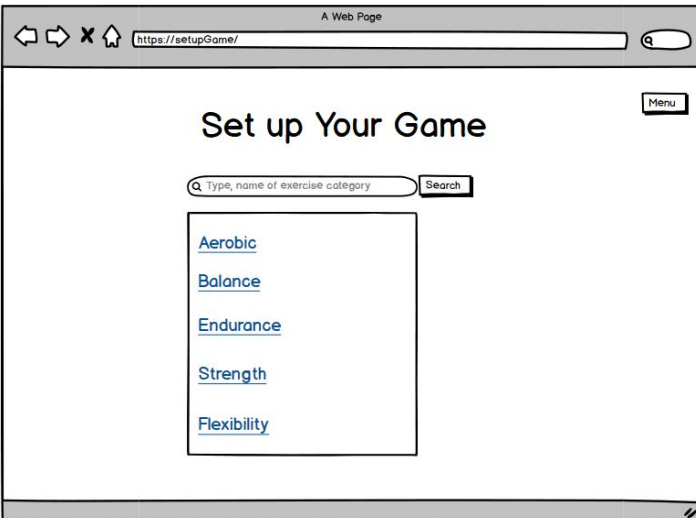 A Web Page
https://setupGame/
Menu
Set up Your Game
Type, name of exercise category
Search
Aerobic
Balance
Endurance
Strength
Flexibility